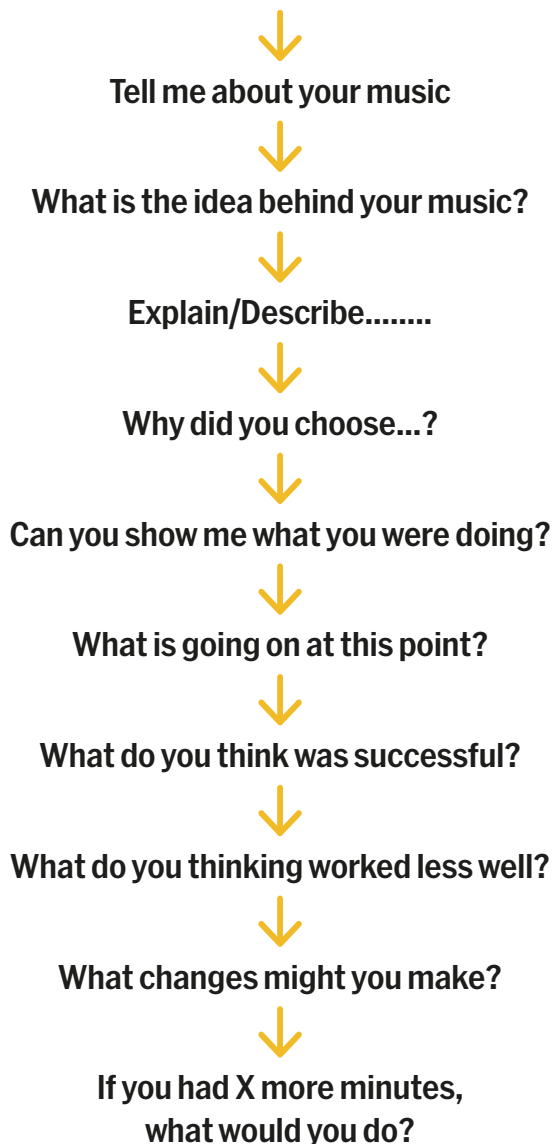 Tell me about your music
What is the idea behind your music?
Explain/Describe........
Why did you choose...?
Can you show me what you were doing?
What is going on at this point?
What do you think was successful?
What do you thinking worked less well?
What changes might you make?
If you had X more minutes,
what would you do?